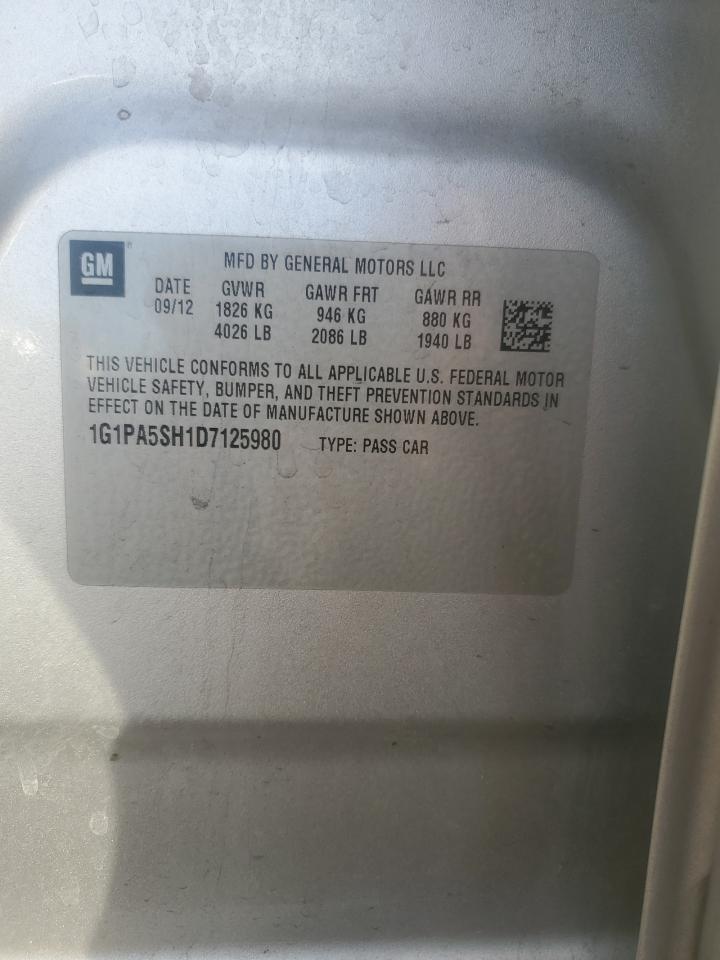 GM®
MFD BY GENERAL MOTORS LLC
DATE GVWR GAWR FRT GAWR RR
09/12 1826 KG 946 KG 880 KG
4026 LB 2086 LB 1940 LB
THIS VEHICLE CONFORMS TO ALL APPLICABLE U.S. FEDERAL MOTOR
VEHICLE SAFETY, BUMPER, AND THEFT PREVENTION STANDARDS IN
EFFECT ON THE DATE OF MANUFACTURE SHOWN ABOVE.
1G1PA5SH1D7125980 TYPE: PASS CAR